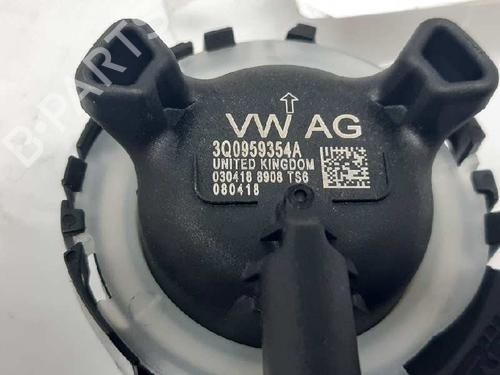 B-PARTS
VW AG
3Q0959354A
UNITED KINGDOM
030418 8908 TS6
080418